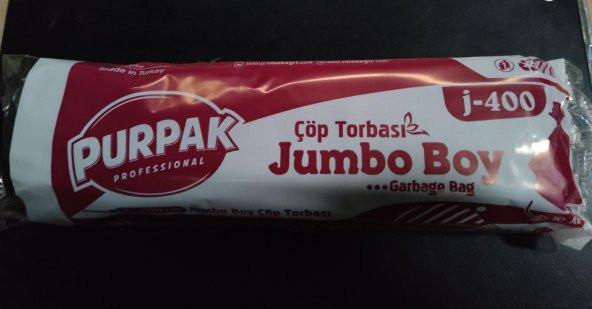 Made in Turkey
PURPAK
PROFESSIONAL
j-400
Çöp Torbası
Jumbo Boy
Garbage Bag
Jumbo Boy Çöp Torbası